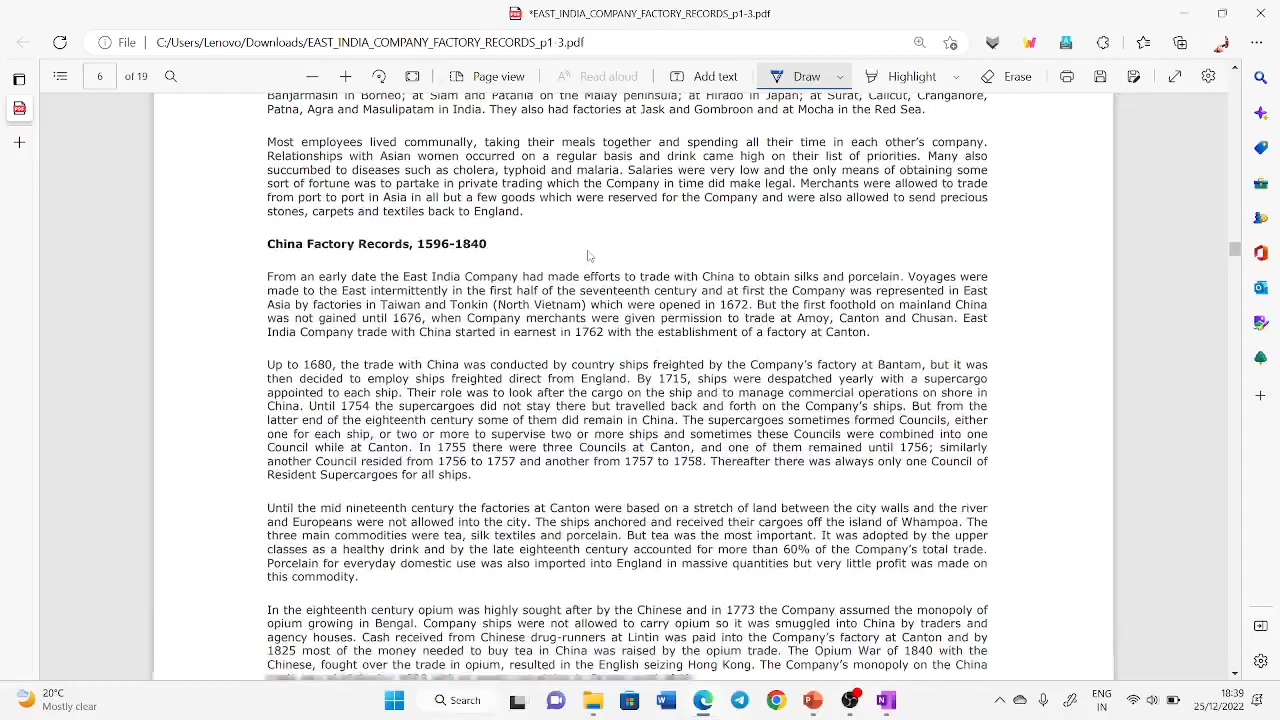 *EAST_INDIA_COMPANY_FACTORY_RECORDS_p1-3.pdf
File C:/Users/Lenovo/Downloads/EAST_INDIA_COMPANY_FACTORY_RECORDS_p1-3.pdf
6 of 19 Page view Read aloud Add text Draw Highlight Erase
Banjarmasin in Borneo; at Siam and Patania on the Malay peninsula; at Hirado in Japan; at Surat, Calicut, Cranganore,
Patna, Agra and Masulipatam in India. They also had factories at Jask and Gombroon and at Mocha in the Red Sea.
Most employees lived communally, taking their meals together and spending all their time in each other's company.
Relationships with Asian women occurred on a regular basis and drink came high on their list of priorities. Many also
succumbed to diseases such as cholera, typhoid and malaria. Salaries were very low and the only means of obtaining some
sort of fortune was to partake in private trading which the Company in time did make legal. Merchants were allowed to trade
from port to port in Asia in all but a few goods which were reserved for the Company and were also allowed to send precious
stones, carpets and textiles back to England.
China Factory Records, 1596-1840
From an early date the East India Company had made efforts to trade with China to obtain silks and porcelain. Voyages were
made to the East intermittently in the first half of the seventeenth century and at first the Company was represented in East
Asia by factories in Taiwan and Tonkin (North Vietnam) which were opened in 1672. But the first foothold on mainland China
was not gained until 1676, when Company merchants were given permission to trade at Amoy, Canton and Chusan. East
India Company trade with China started in earnest in 1762 with the establishment of a factory at Canton.
Up to 1680, the trade with China was conducted by country ships freighted by the Company's factory at Bantam, but it was
then decided to employ ships freighted direct from England. By 1715, ships were despatched yearly with a supercargo
appointed to each ship. Their role was to look after the cargo on the ship and to manage commercial operations on shore in
China. Until 1754 the supercargoes did not stay there but travelled back and forth on the Company's ships. But from the
latter end of the eighteenth century some of them did remain in China. The supercargoes sometimes formed Councils, either
one for each ship, or two or more to supervise two or more ships and sometimes these Councils were combined into one
Council while at Canton. In 1755 there were three Councils at Canton, and one of them remained until 1756; similarly
another Council resided from 1756 to 1757 and another from 1757 to 1758. Thereafter there was always only one Council of
Resident Supercargoes for all ships.
Until the mid nineteenth century the factories at Canton were based on a stretch of land between the city walls and the river
and Europeans were not allowed into the city. The ships anchored and received their cargoes off the island of Whampoa. The
three main commodities were tea, silk textiles and porcelain. But tea was the most important. It was adopted by the upper
classes as a healthy drink and by the late eighteenth century accounted for more than 60% of the Company's total trade.
Porcelain for everyday domestic use was also imported into England in massive quantities but very little profit was made on
this commodity.
In the eighteenth century opium was highly sought after by the Chinese and in 1773 the Company assumed the monopoly of
opium growing in Bengal. Company ships were not allowed to carry opium so it was smuggled into China by traders and
agency houses. Cash received from Chinese drug-runners at Lintin was paid into the Company's factory at Canton and by
1825 most of the money needed to buy tea in China was raised by the opium trade. The Opium War of 1840 with the
Chinese, fought over the trade in opium, resulted in the English seizing Hong Kong. The Company's monopoly on the China
20°C
Mostly clear
Search
ENG
IN
18:39
25/12/2022